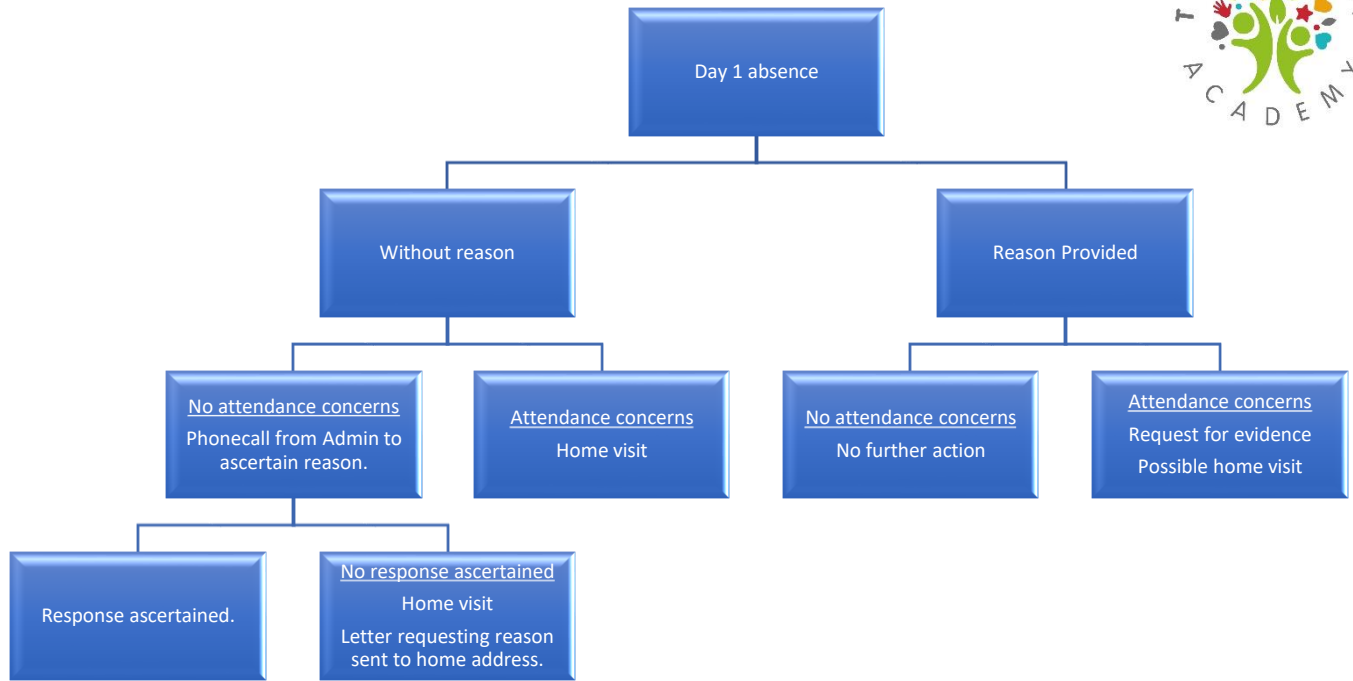 Day 1 absence
T ACADEMY
Without reason
Reason Provided
No attendance concerns
Phonecall from Admin to
ascertain reason.
Attendance concerns
Home visit
No attendance concerns
No further action
Attendance concerns
Request for evidence
Possible home visit
Response ascertained.
No response ascertained
Home visit
Letter requesting reason
sent to home address.